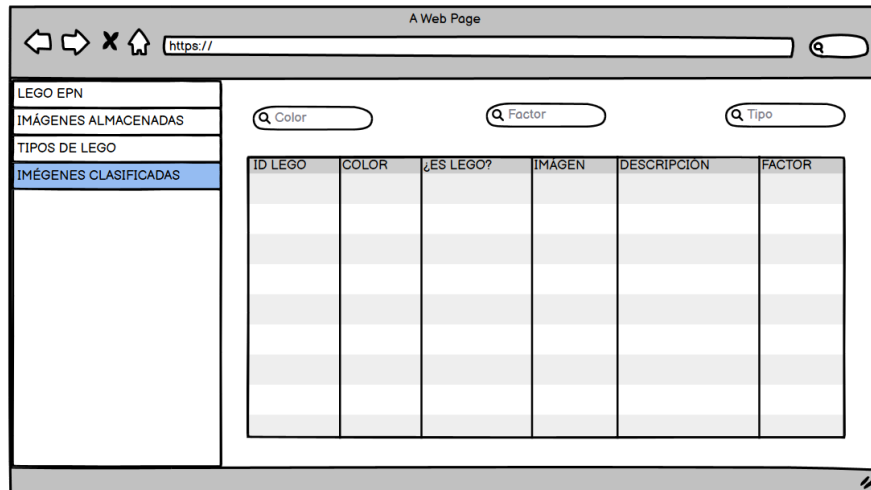 A Web Page
https://
LEGO EPN
IMÁGENES ALMACENADAS
TIPOS DE LEGO
IMÉGENES CLASIFICADAS
Color
Factor
Tipo
ID LEGO COLOR ¿ES LEGO? IMÁGEN DESCRIPCIÓN FACTOR